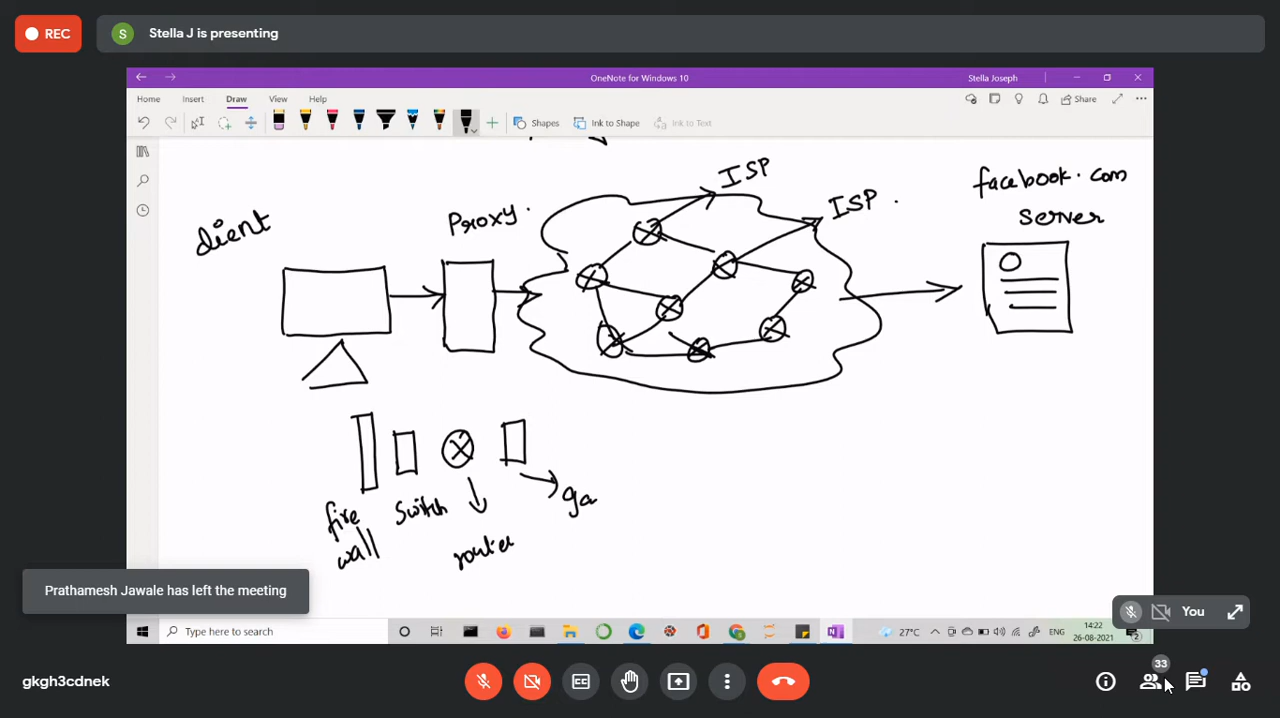 REC
S
Stella J is presenting
OneNote for Windows 10
Stella Joseph
Home
Insert
Draw
View
Help
Share
Shapes
Ink to Shape
Ink to Text
ISP
ISP
facebook.com
server
client
Proxy
fire
wall
Switch
router
ga
Prathamesh Jawale has left the meeting
You
Type here to search
27°C
ENG
14:22
26-08-2021
2
gkgh3cdnek
33